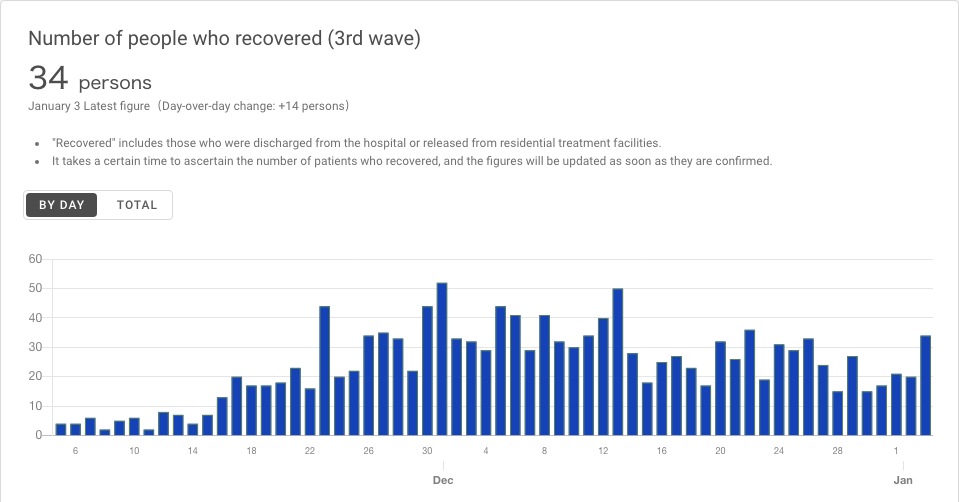 Number of people who recovered (3rd wave)
34 persons
January 3 Latest figure（Day-over-day change: +14 persons）
• "Recovered" includes those who were discharged from the hospital or released from residential treatment facilities.
• It takes a certain time to ascertain the number of patients who recovered, and the figures will be updated as soon as they are confirmed.
BY DAY TOTAL
60
50
40
30
20
10
0
6 10 14 18 22 26 30 4 8 12 16 20 24 28 1
Dec Jan